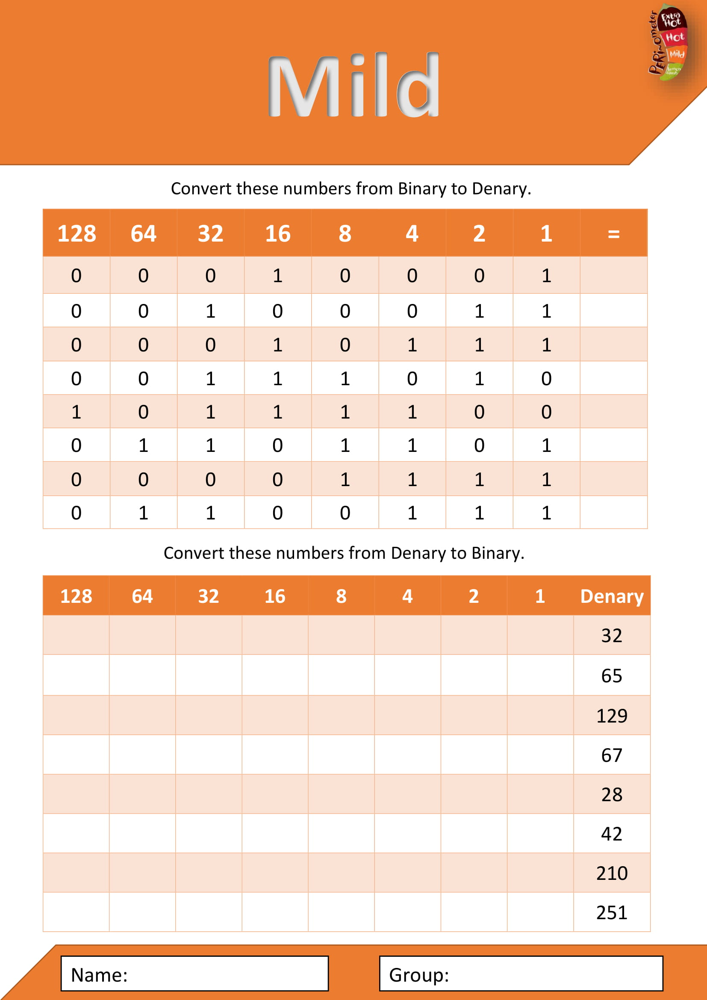 PERi-Ometer
Extra
Hot
Hot
Mild
Lemon
&Herb
Mild
Convert these numbers from Binary to Denary.
128 64 32 16 8 4 2 1 =
0 0 0 1 0 0 0 1
0 0 1 0 0 0 1 1
0 0 0 1 0 1 1 1
0 0 1 1 1 0 1 0
1 0 1 1 1 1 0 0
0 1 1 0 1 1 0 1
0 0 0 0 1 1 1 1
0 1 1 0 0 1 1 1
Convert these numbers from Denary to Binary.
128 64 32 16 8 4 2 1 Denary
32
65
129
67
28
42
210
251
Name:
Group: